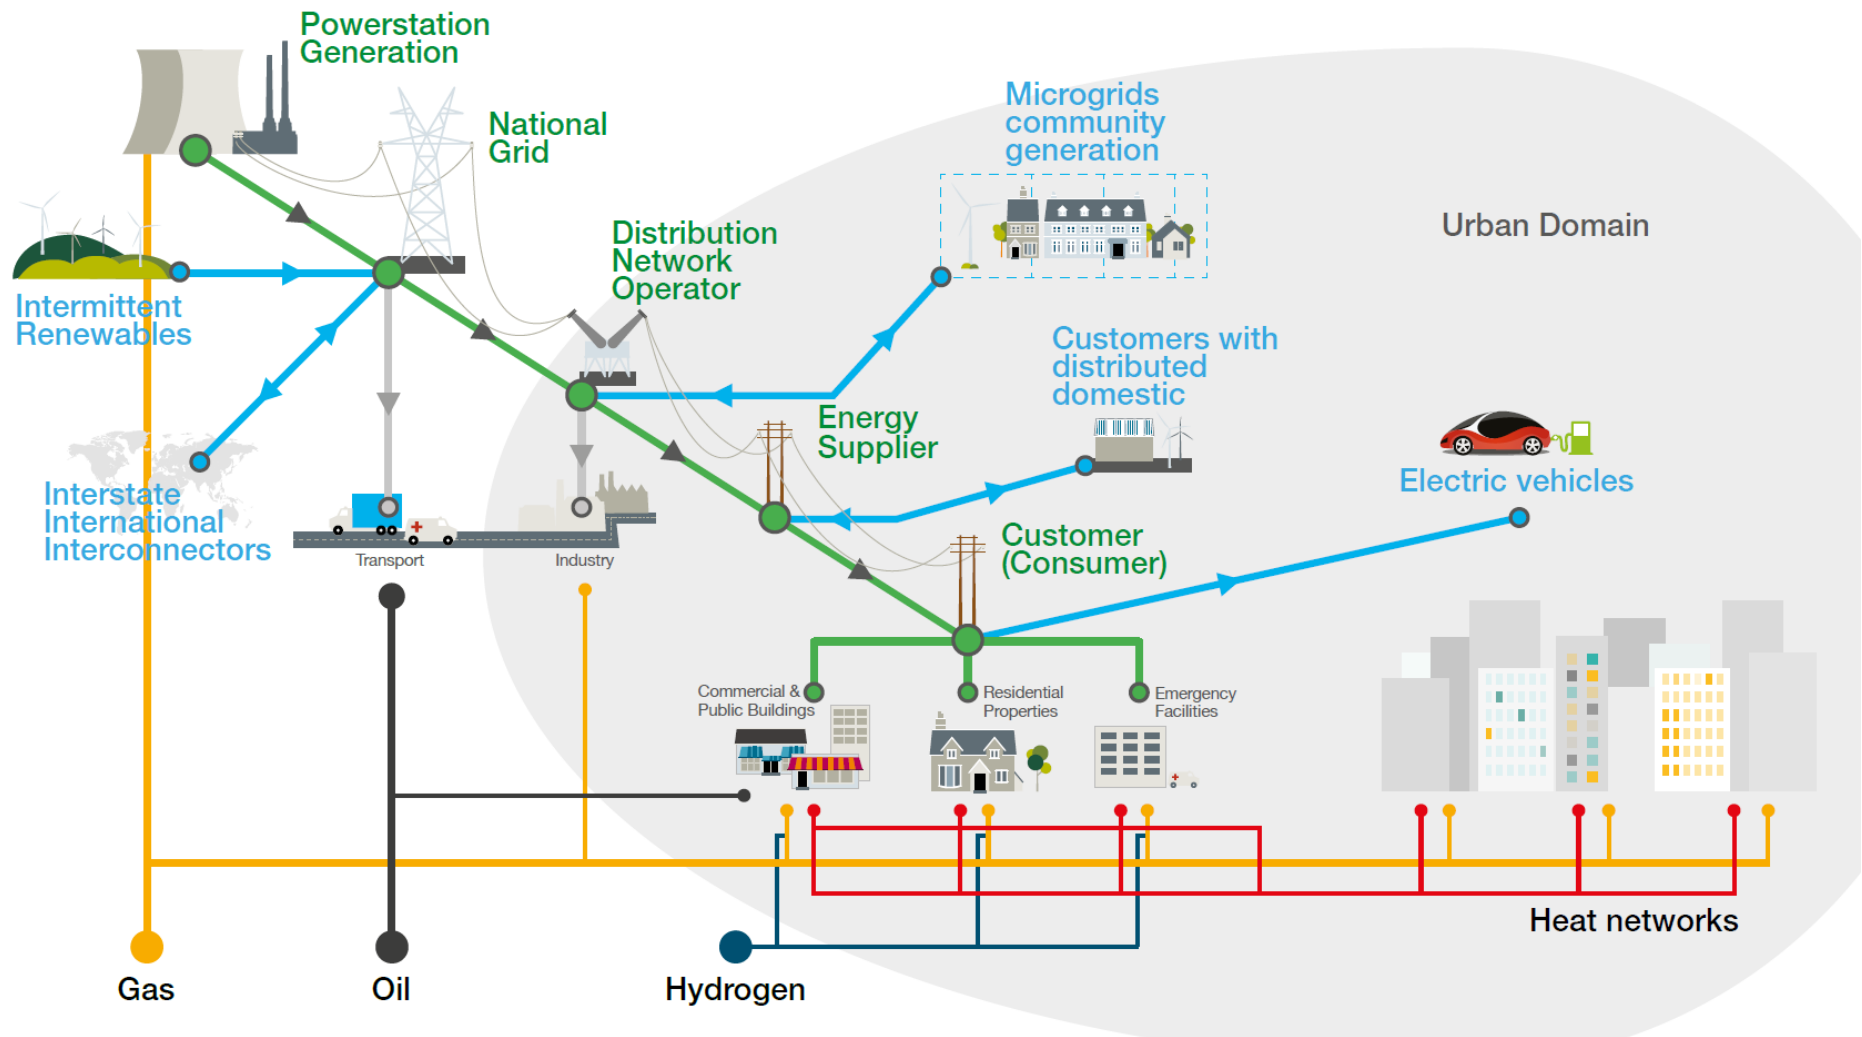 Powerstation
Generation
National
Grid
Microgrids
community
generation
Urban Domain
Distribution
Network
Operator
Intermittent
Renewables
Customers with
distributed
domestic
Energy
Supplier
Electric vehicles
Interstate
International
Interconnectors
Transport
Industry
Customer
(Consumer)
Commercial &
Public Buildings
Residential
Properties
Emergency
Facilities
Heat networks
Gas
Oil
Hydrogen